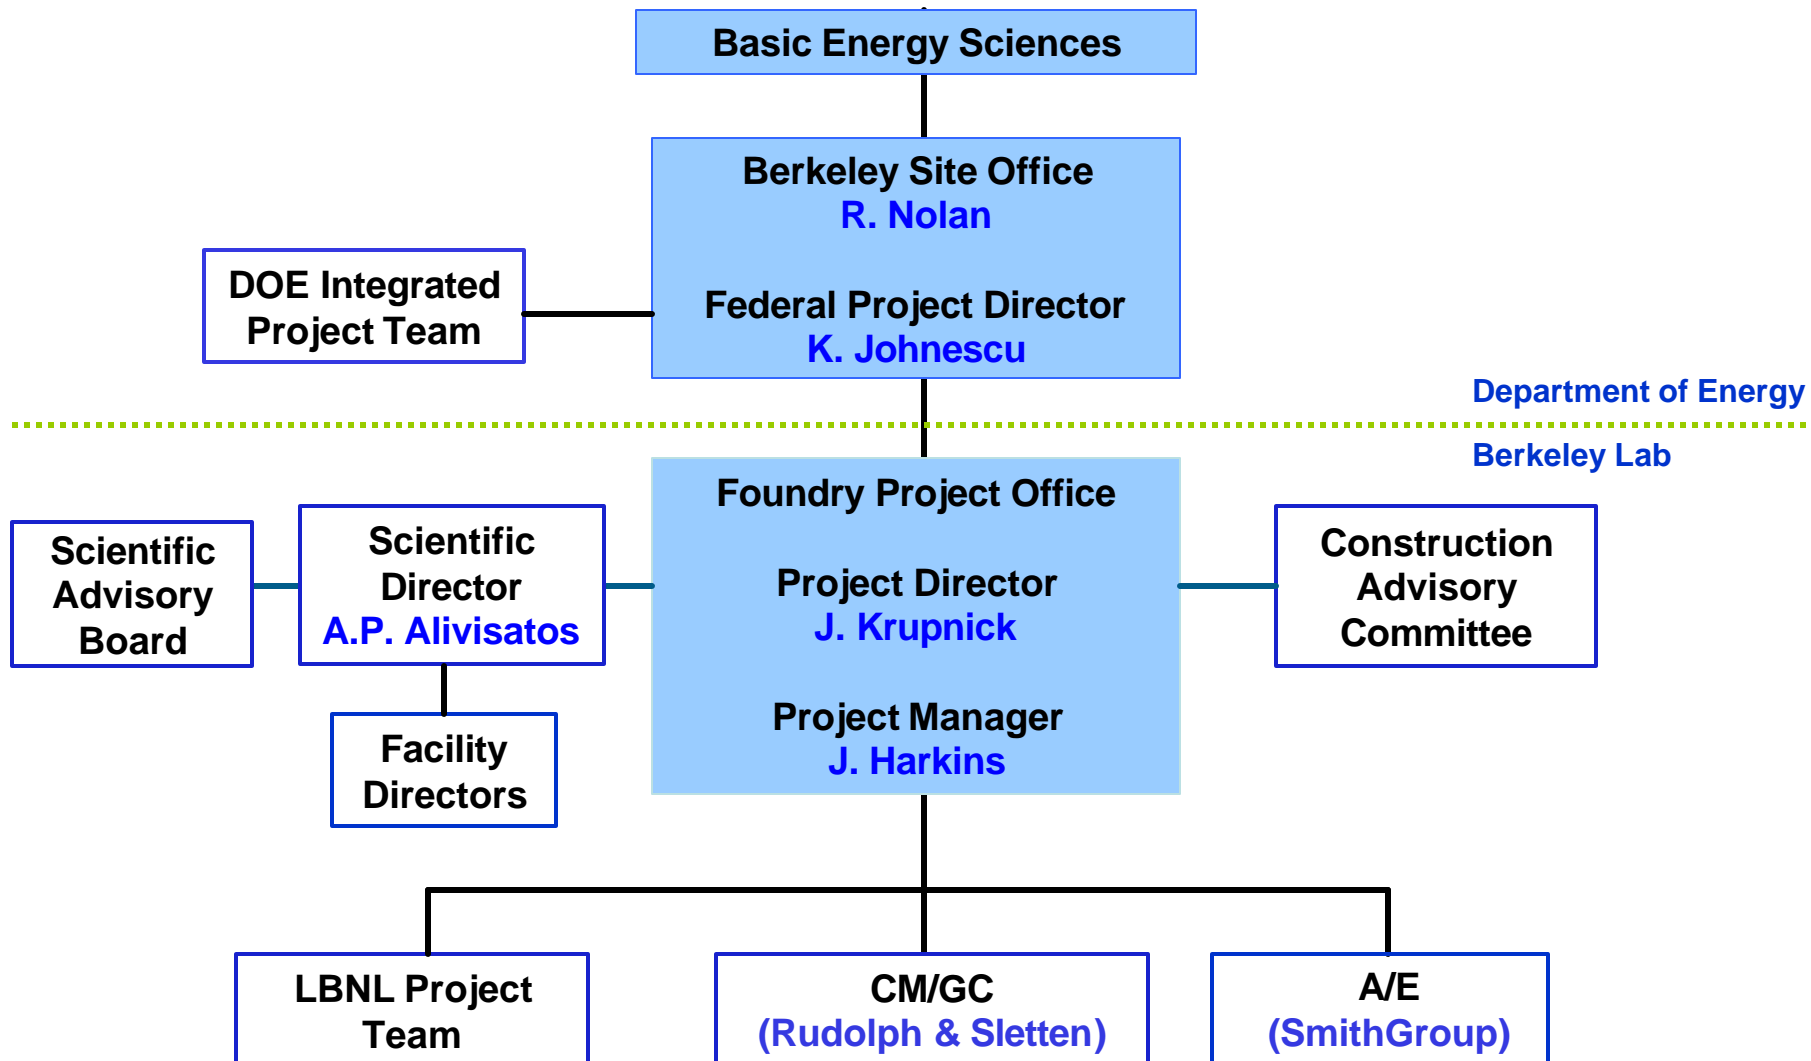 Basic Energy Sciences
Berkeley Site Office
R. Nolan
Federal Project Director
K. Johnescu
DOE Integrated
Project Team
Department of Energy
Berkeley Lab
Foundry Project Office
Project Director
J. Krupnick
Project Manager
J. Harkins
Scientific
Advisory
Board
Scientific
Director
A.P. Alivisatos
Construction
Advisory
Committee
Facility
Directors
LBNL Project
Team
CM/GC
(Rudolph & Sletten)
A/E
(SmithGroup)